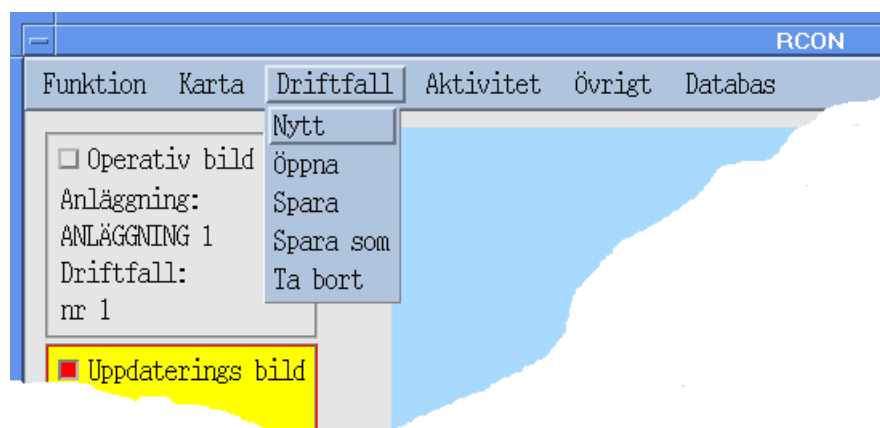 RCON
Funktion Karta Driftfall Aktivitet Övrigt Databas
Nytt
Öppna
Spara
Spara som
Ta bort
Operativ bild
Anläggning:
ANLÄGGNING 1
Driftfall:
nr 1
Uppdaterings bild